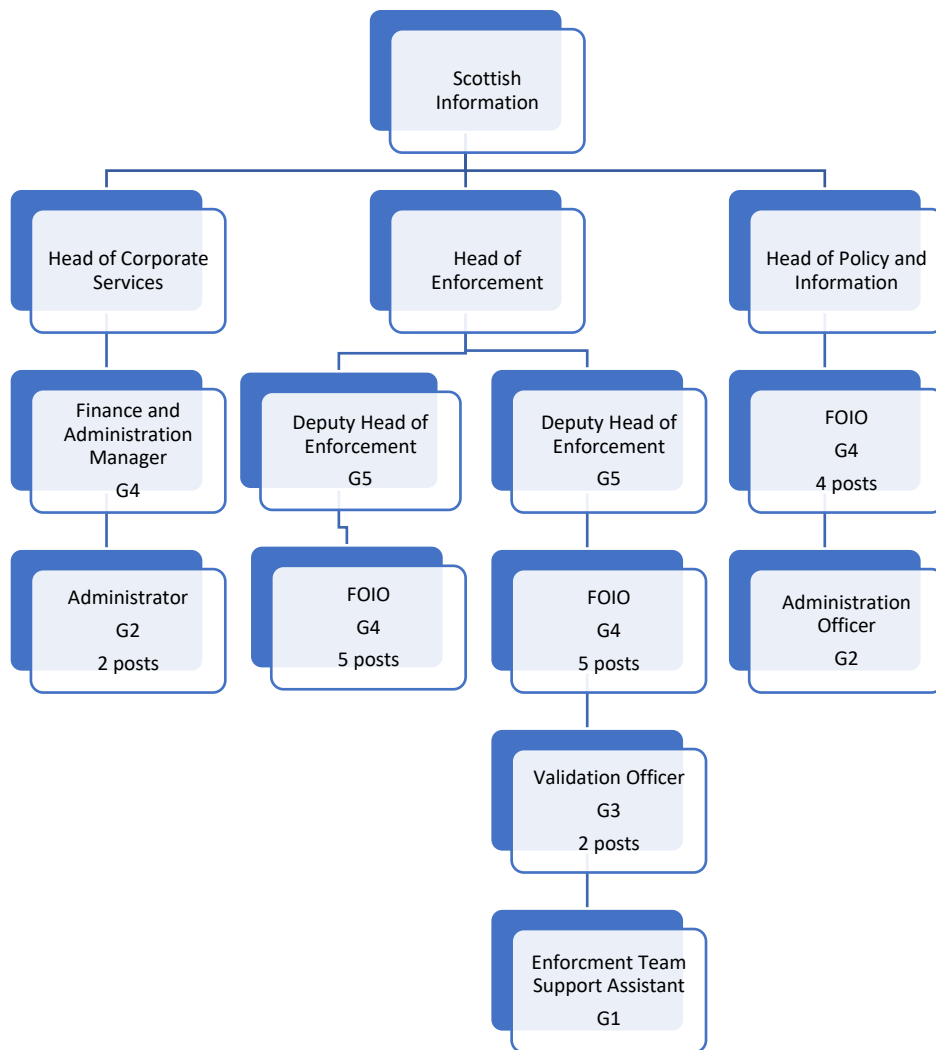 Scottish
Information
Head of Corporate
Services
Head of
Enforcement
Head of Policy and
Information
Finance and
Administration
Manager
G4
Deputy Head of
Enforcement
G5
Deputy Head of
Enforcement
G5
FOIO
G4
4 posts
Administrator
G2
2 posts
FOIO
G4
5 posts
FOIO
G4
5 posts
Administration
Officer
G2
Validation Officer
G3
2 posts
Enforcment Team
Support Assistant
G1